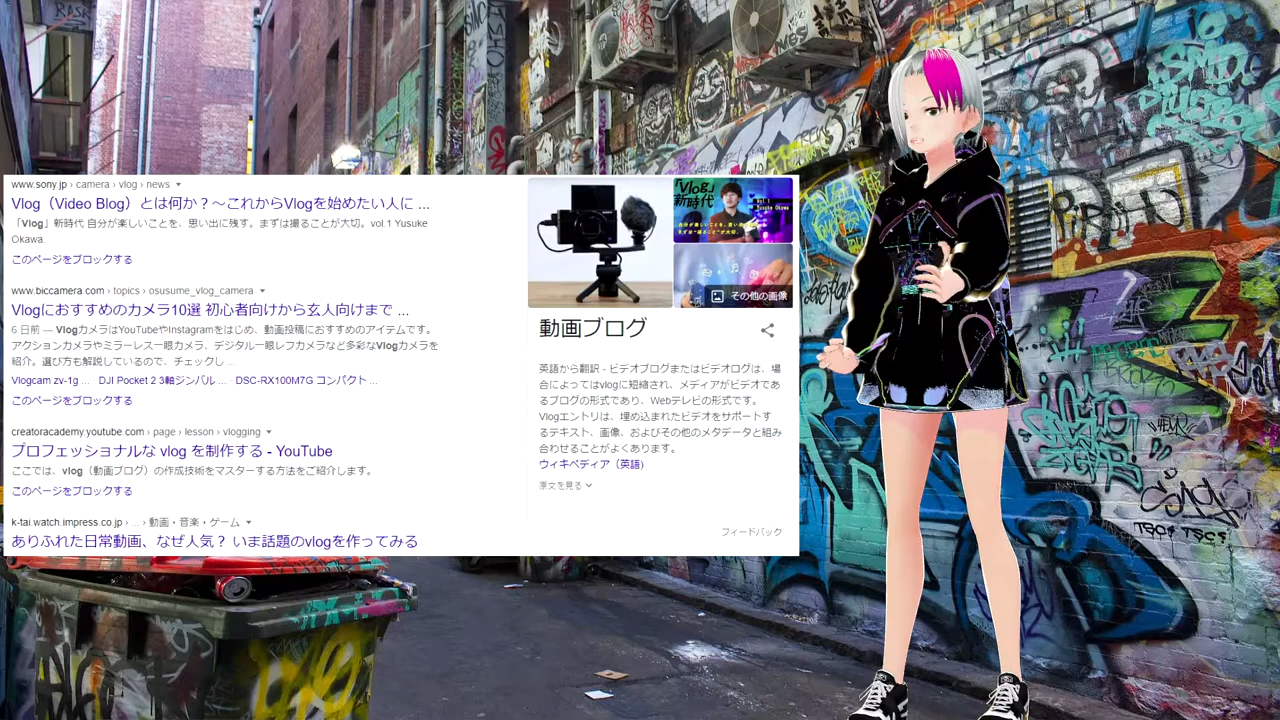 www.sony.jp › camera › vlog › news
Vlog（Video Blog）とは何か？～これからVlogを始めたい人に ...
「Vlog」新時代 自分が楽しいことを、思い出に残す。まずは撮ることが大切。vol.1 Yusuke
Okawa.
このページをブロックする
www.biccamera.com › topics › osusume_vlog_camera
Vlogにおすすめのカメラ10選 初心者向けから玄人向けまで ...
6 日前 — VlogカメラはYouTubeやInstagramをはじめ、動画投稿におすすめのアイテムです。
アクションカメラやミラーレス一眼カメラ、デジタル一眼レフカメラなど多彩なVlogカメラを
紹介。選び方も解説しているので、チェックし ...
Vlogcam zv-1g ... DJI Pocket 2 3軸ジンバル ... DSC-RX100M7G コンパクト ...
このページをブロックする
creatoracademy.youtube.com › page › lesson › vlogging
プロフェッショナルな vlog を制作する - YouTube
ここでは、vlog（動画ブログ）の作成技術をマスターする方法をご紹介します。
このページをブロックする
k-tai.watch.impress.co.jp › ... › 動画・音楽・ゲーム
ありふれた日常動画、なぜ人気？ いま話題のvlogを作ってみる
「Vlog」
新時代
Vol.1
Yusuke Okawa
その他の画像
動画ブログ
英語から翻訳 - ビデオブログまたはビデオログは、場
合によってはvlogに短縮され、メディアがビデオであ
るブログの形式であり、Webテレビの形式です。
Vlogエントリは、埋め込まれたビデオをサポートす
るテキスト、画像、およびその他のメタデータと組み
合わせることがよくあります。
ウィキペディア（英語）
原文を見る
フィードバック